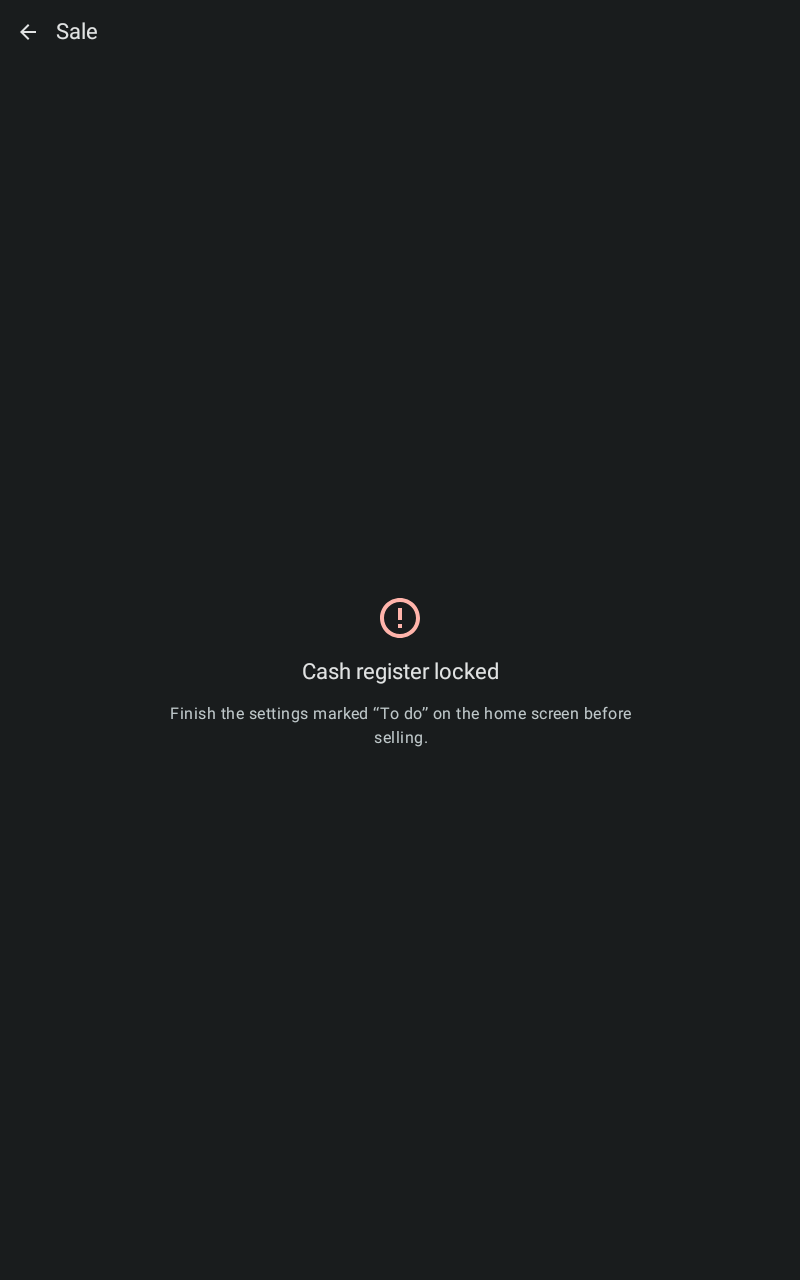 Sale
Cash register locked
Finish the settings marked “To do” on the home screen before
selling.